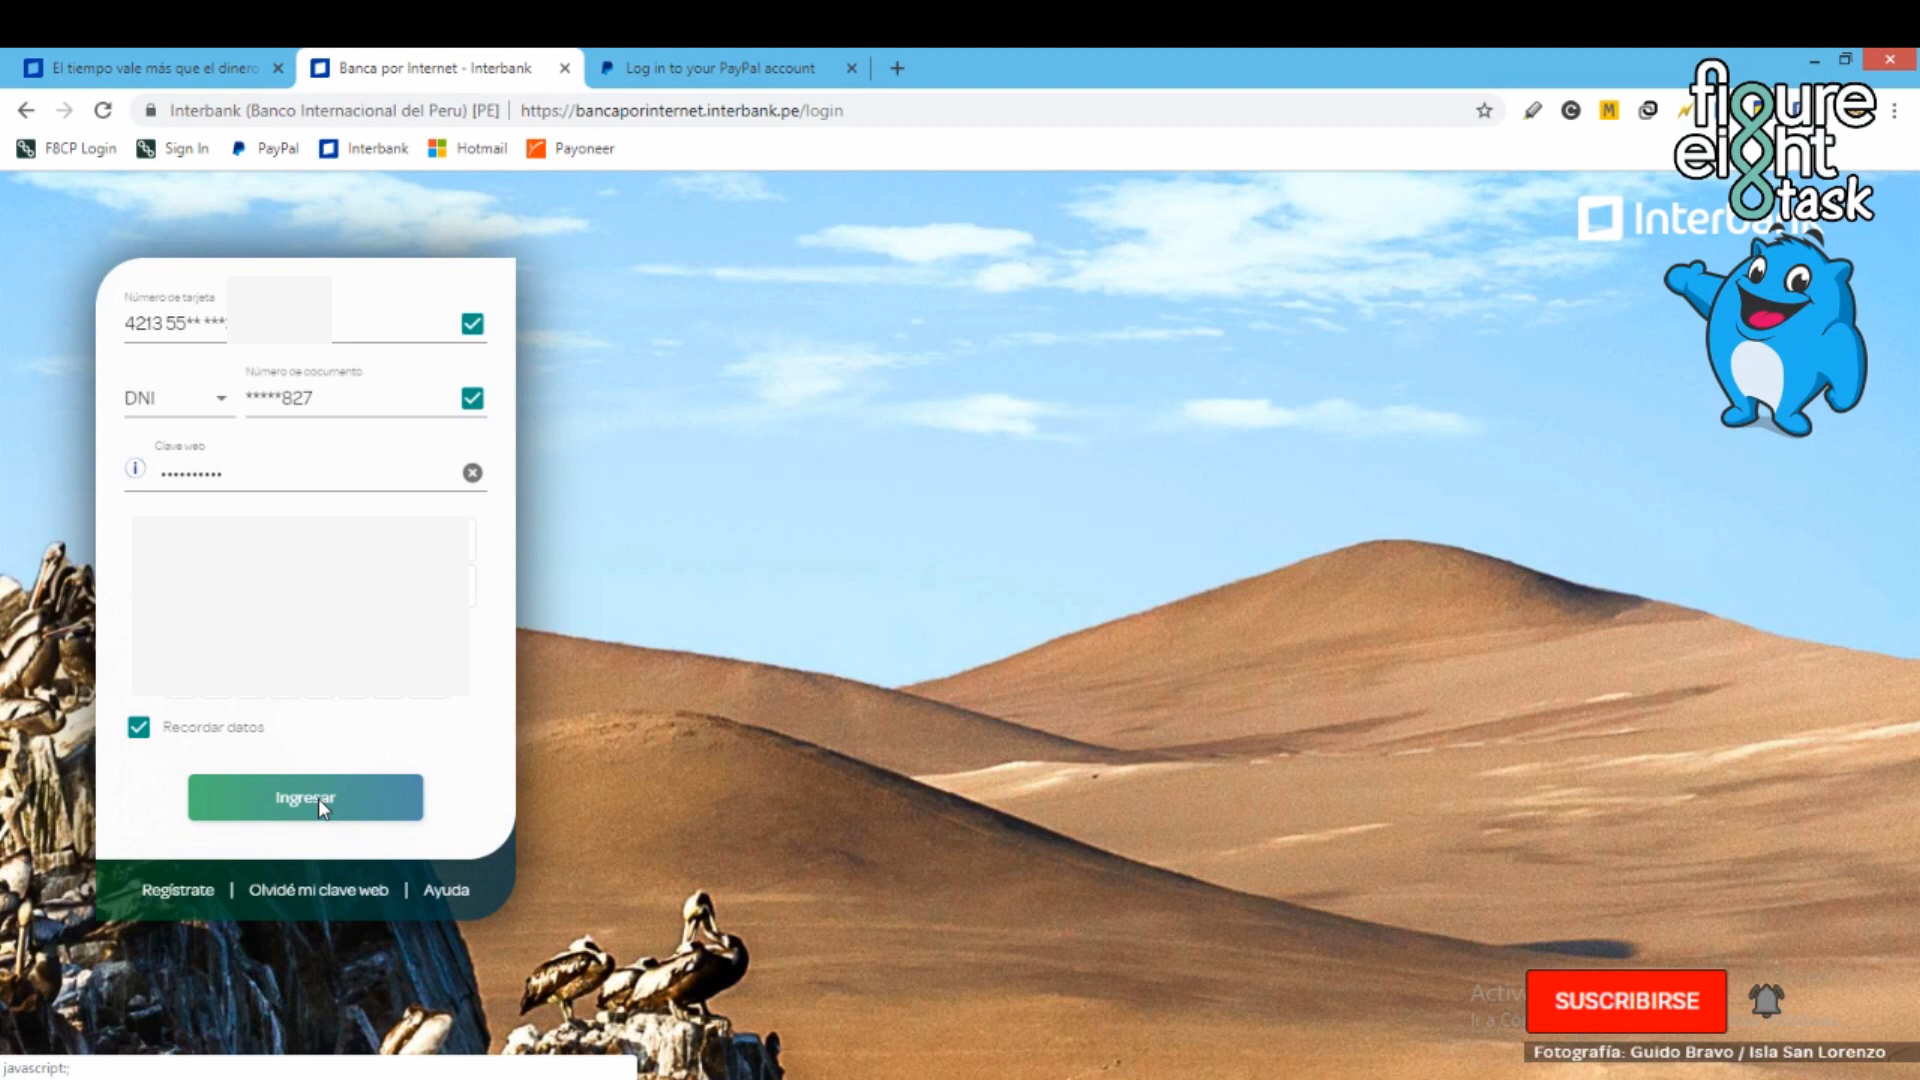 El tiempo vale más que el dinero
Banca por Internet - Interbank
Log in to your PayPal account
Interbank (Banco Internacional del Peru) [PE] | https://bancaporinternet.interbank.pe/login
F8CP Login
Sign In
PayPal
Interbank
Hotmail
Payoneer
figure
eight
task
Número de tarjeta
4213 55** ***
Número de documento
DNI
*****827
Clave web
••••••••••
Recordar datos
Ingresar
Regístrate | Olvidé mi clave web | Ayuda
SUSCRIBIRSE
Fotografía: Guido Bravo / Isla San Lorenzo
javascript:;